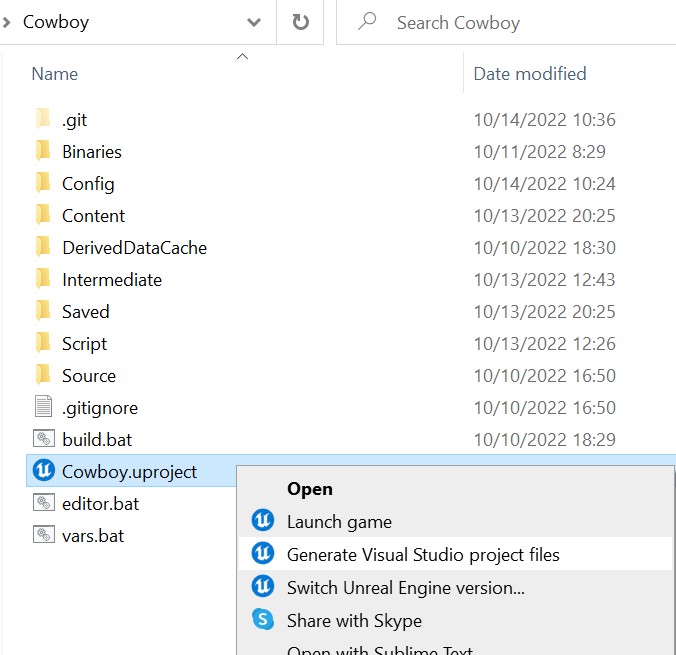 Cowboy
Search Cowboy
Name Date modified
.git 10/14/2022 10:36
Binaries 10/11/2022 8:29
Config 10/14/2022 10:24
Content 10/13/2022 20:25
DerivedDataCache 10/10/2022 18:30
Intermediate 10/13/2022 12:43
Saved 10/13/2022 20:25
Script 10/13/2022 12:26
Source 10/10/2022 16:50
.gitignore 10/10/2022 16:50
build.bat 10/10/2022 18:29
Cowboy.uproject
editor.bat
vars.bat
Open
Launch game
Generate Visual Studio project files
Switch Unreal Engine version...
Share with Skype
Open with Sublime Text